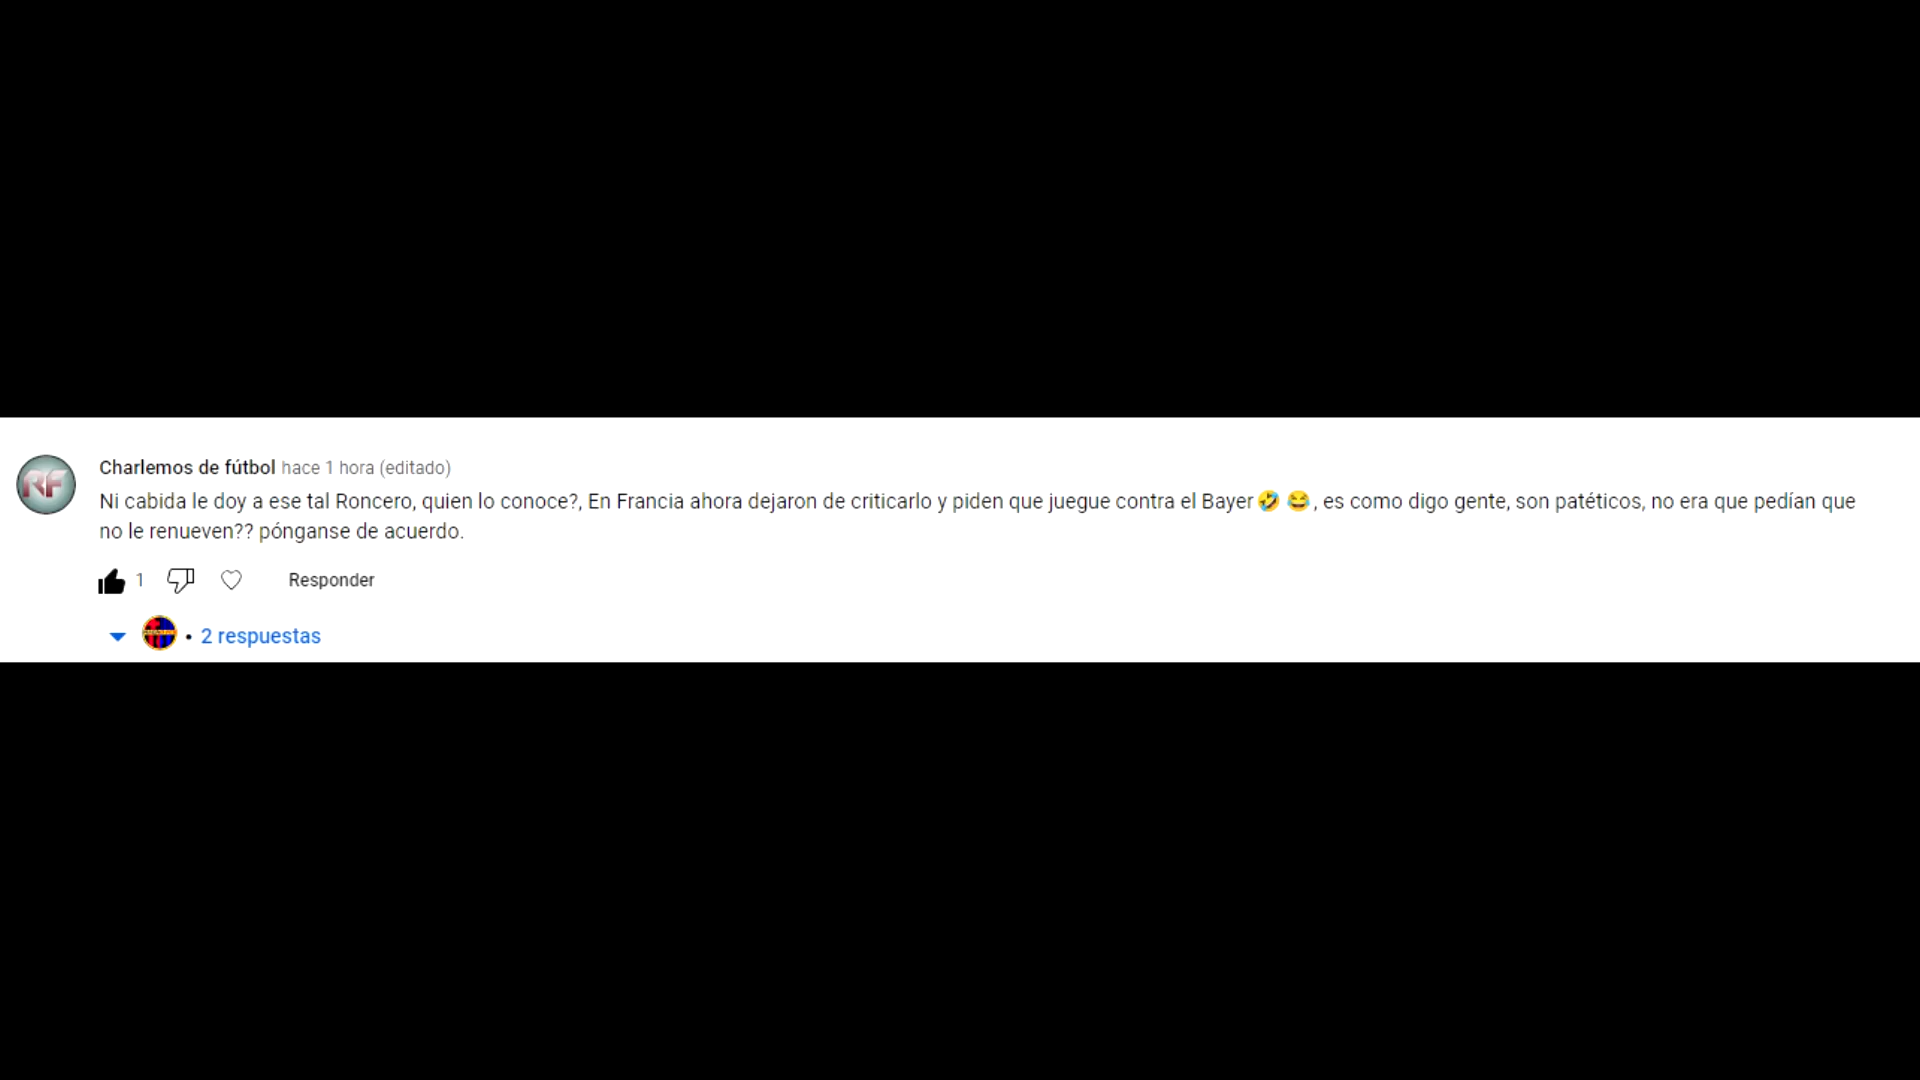 RF
Charlemos de fútbol hace 1 hora (editado)
Ni cabida le doy a ese tal Roncero, quien lo conoce?, En Francia ahora dejaron de criticarlo y piden que juegue contra el Bayer🤣 😂, es como digo gente, son patéticos, no era que pedían que
no le renueven?? pónganse de acuerdo.
1 Responder
• 2 respuestas